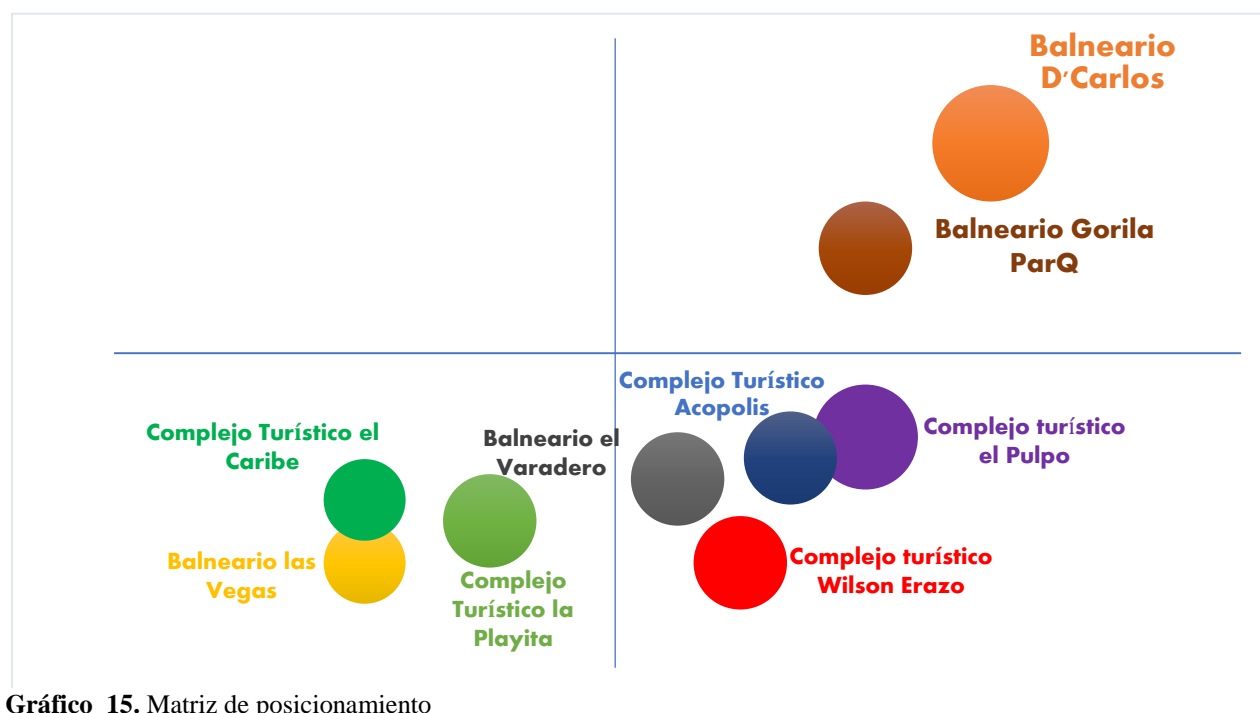 Balneario
D'Carlos
Balneario Gorila
ParQ
Complejo Turístico
Acopolis
Complejo Turístico el
Caribe
Balneario el
Varadero
Complejo turístico
el Pulpo
Balneario las
Vegas
Complejo
Turístico la
Playita
Complejo turístico
Wilson Erazo
Gráfico 15. Matriz de posicionamiento